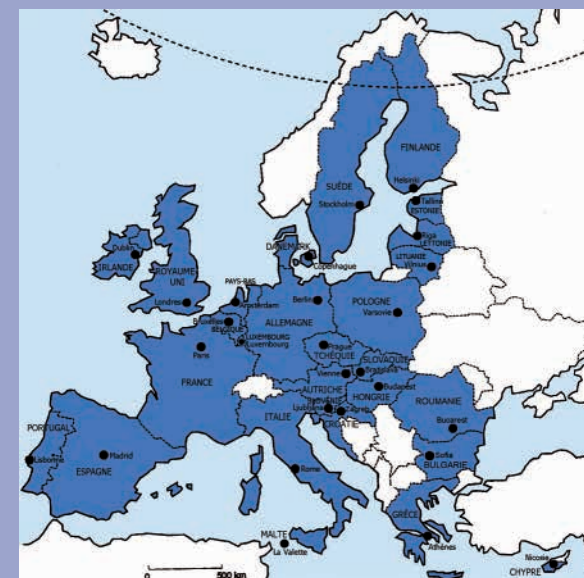 FINLANDE
Helsinki
SUÈDE
Stockholm
Tallinn
ESTONIE
Riga
LETTONIE
LITUANIE
Vilnius
DANEMARK
Copenhague
Dublin
IRLANDE
ROYAUME-
UNI
Londres
PAYS-BAS
Amsterdam
Berlin
ALLEMAGNE
POLOGNE
Varsovie
Bruxelles
BELGIQUE
LUXEMBOURG
Luxembourg
Paris
FRANCE
Prague
TCHÉQUIE
SLOVAQUIE
Vienne
Bratislava
AUTRICHE
Budapest
HONGRIE
SLOVÉNIE
Ljubljana
Zagreb
CROATIE
ROUMANIE
Bucarest
ITALIE
Rome
Sofia
BULGARIE
PORTUGAL
Lisbonne
Madrid
ESPAGNE
GRÈCE
Athènes
MALTE
La Valette
Nicosie
CHYPRE
0
500 km